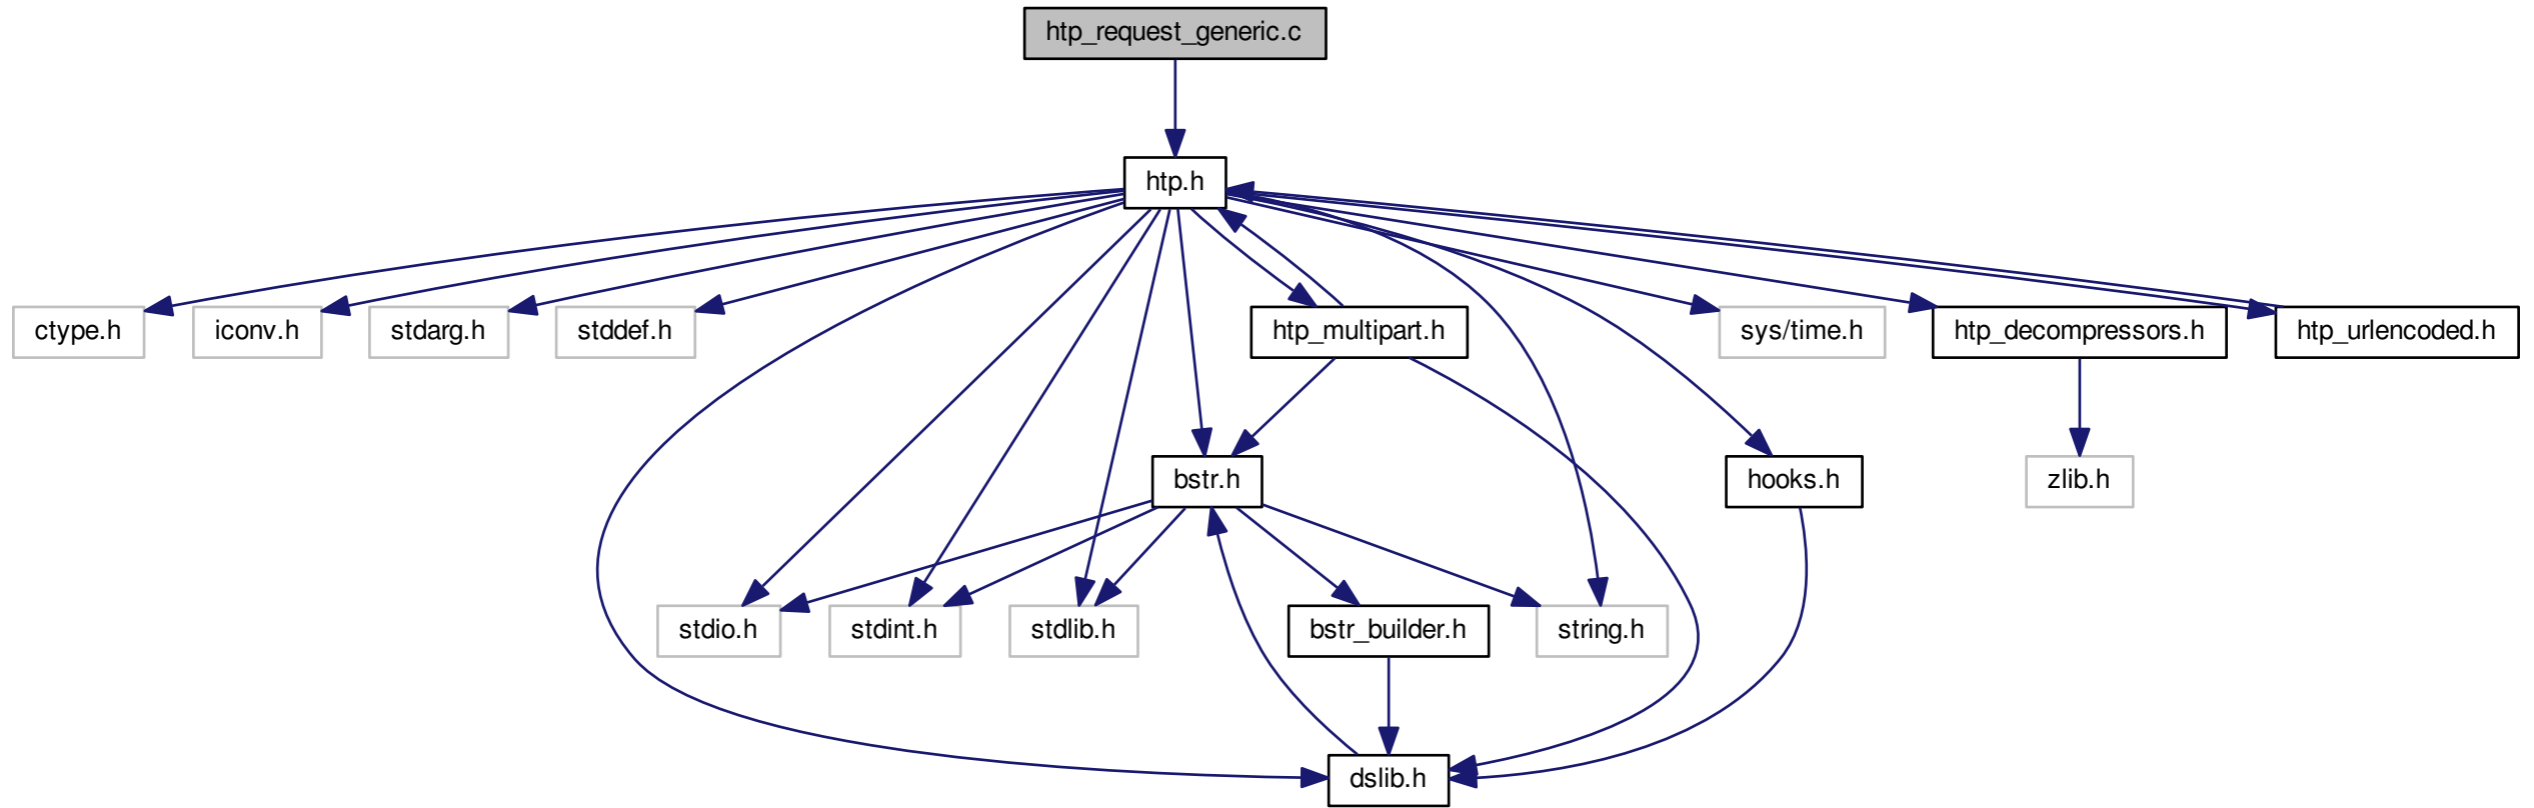 htp_request_generic.c
htp.h
ctype.h
iconv.h
stdarg.h
stddef.h
htp_multipart.h
sys/time.h
htp_decompressors.h
htp_urlencoded.h
bstr.h
hooks.h
zlib.h
stdio.h
stdint.h
stdlib.h
bstr_builder.h
string.h
dslib.h